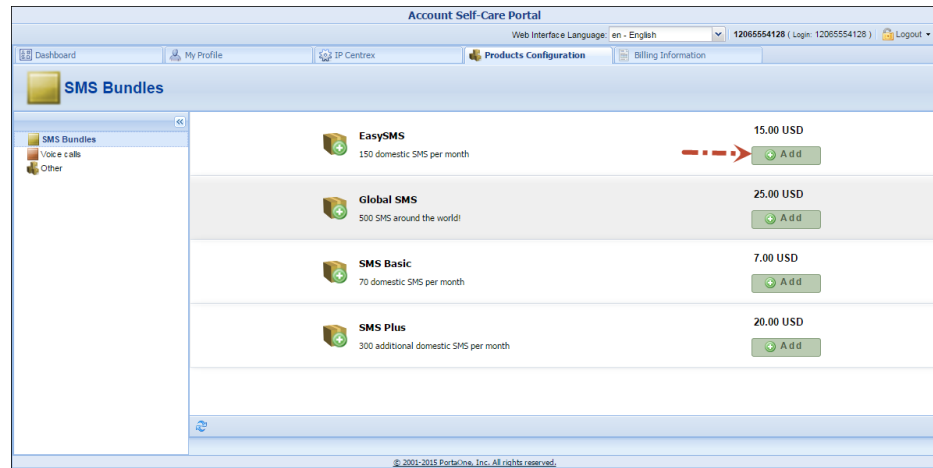 Account Self-Care Portal
Web Interface Language: en - English 12065554128 ( Login: 12065554128 ) Logout
Dashboard My Profile IP Centrex Products Configuration Billing Information
SMS Bundles
SMS Bundles
Voice calls
Other
EasySMS 15.00 USD
150 domestic SMS per month Add
Global SMS 25.00 USD
500 SMS around the world! Add
SMS Basic 7.00 USD
70 domestic SMS per month Add
SMS Plus 20.00 USD
300 additional domestic SMS per month Add
© 2001-2015 PortaOne, Inc. All rights reserved.